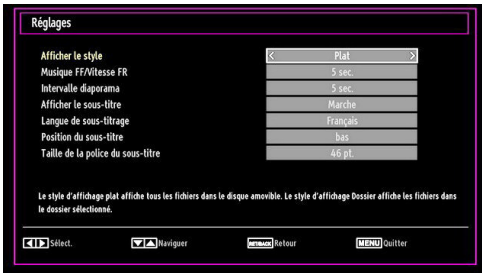 Réglages
Afficher le style < Plat >
Musique FF/Vitesse FR 5 sec.
Intervalle diaporama 5 sec.
Afficher le sous-titre Marche
Langue de sous-titrage Français
Position du sous-titre bas
Taille de la police du sous-titre 46 pt.
Le style d'affichage plat affiche tous les fichiers dans le disque amovible. Le style d'affichage Dossier affiche les fichiers dans
le dossier sélectionné.
Sélect. Naviguer RETBACK Retour MENU Quitter